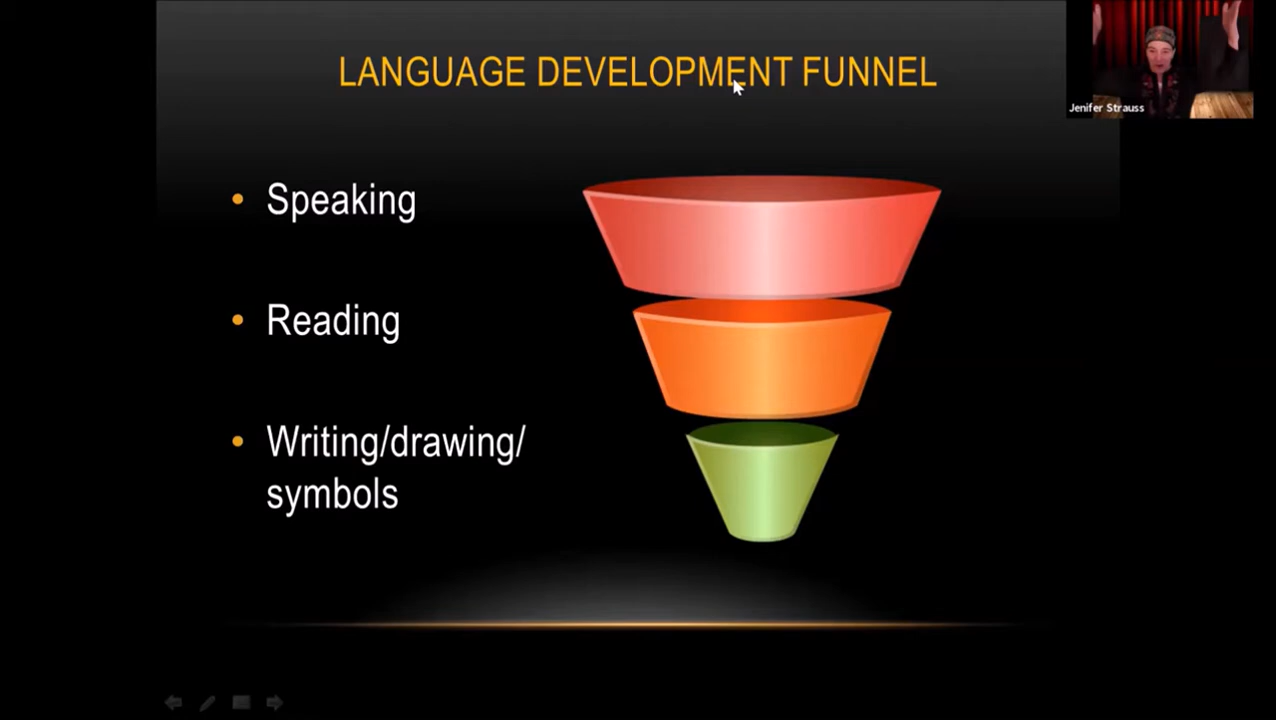 LANGUAGE DEVELOPMENT FUNNEL
Jenifer Strauss
Speaking
Reading
Writing/drawing/
symbols